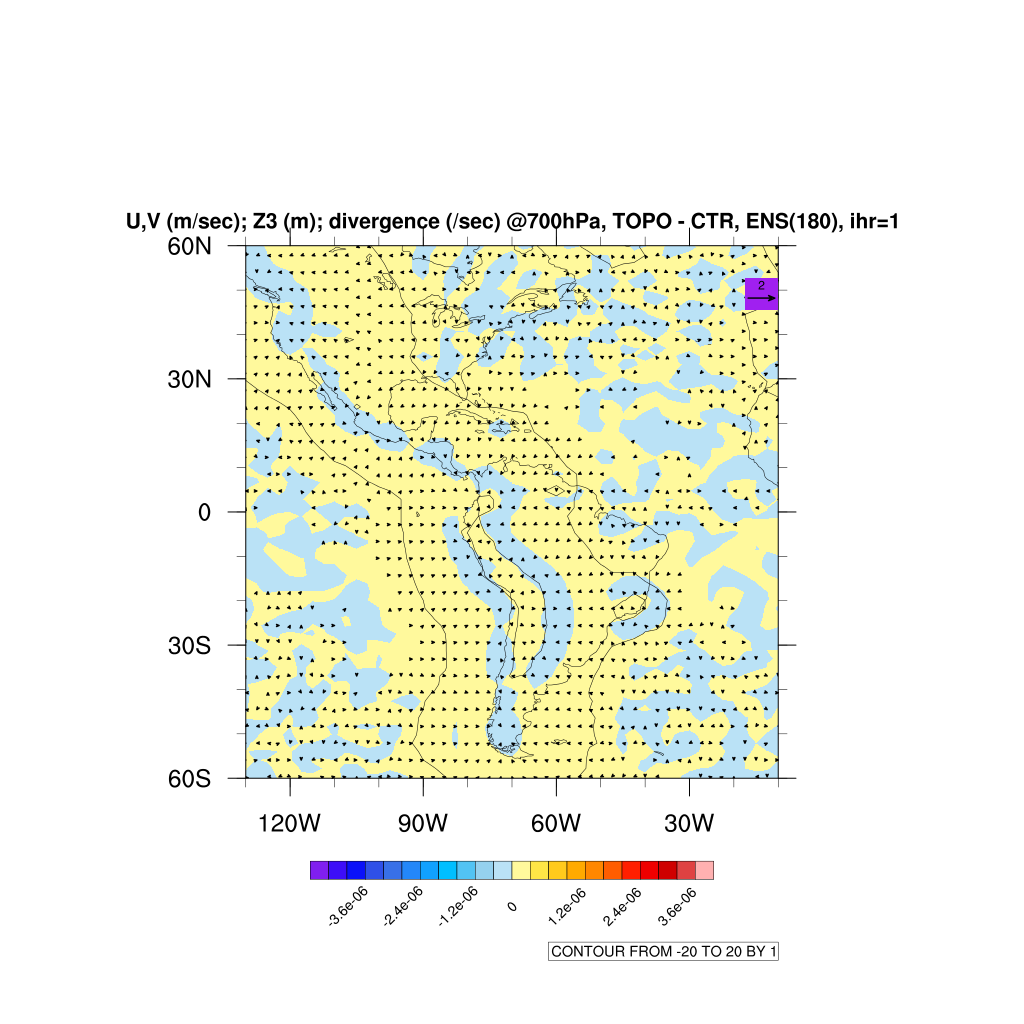 U,V (m/sec); Z3 (m); divergence (/sec) @700hPa, TOPO - CTR, ENS(180), ihr=1
60N
2
30N
0
30S
60S
120W 90W 60W 30W
-3.6e-06 -2.4e-06 -1.2e-06 0 1.2e-06 2.4e-06 3.6e-06
CONTOUR FROM -20 TO 20 BY 1